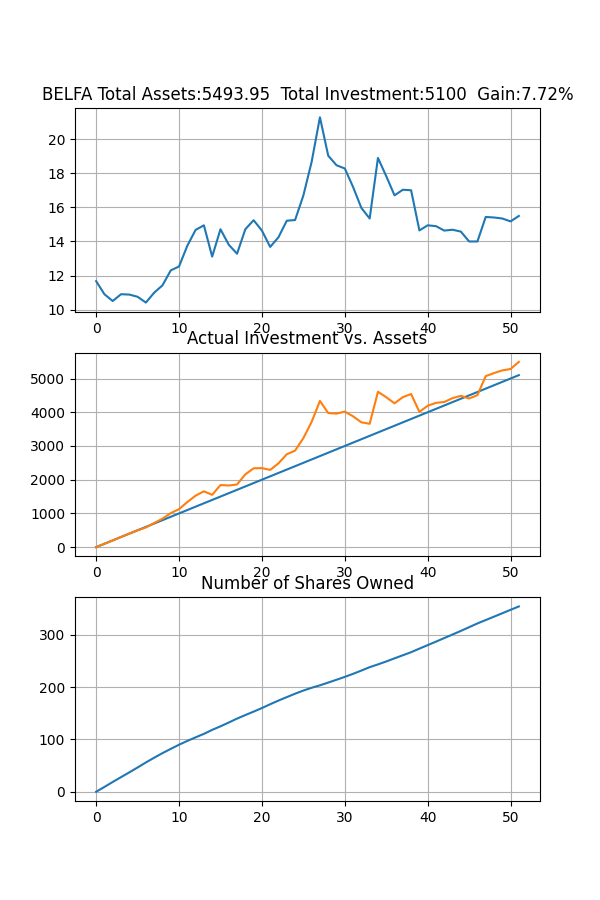 BELFA Total Assets:5493.95  Total Investment:5100  Gain:7.72%
20
18
16
14
12
10
0 10 20 30 40 50
Actual Investment vs. Assets
5000
4000
3000
2000
1000
0
0 10 20 30 40 50
Number of Shares Owned
300
200
100
0
0 10 20 30 40 50